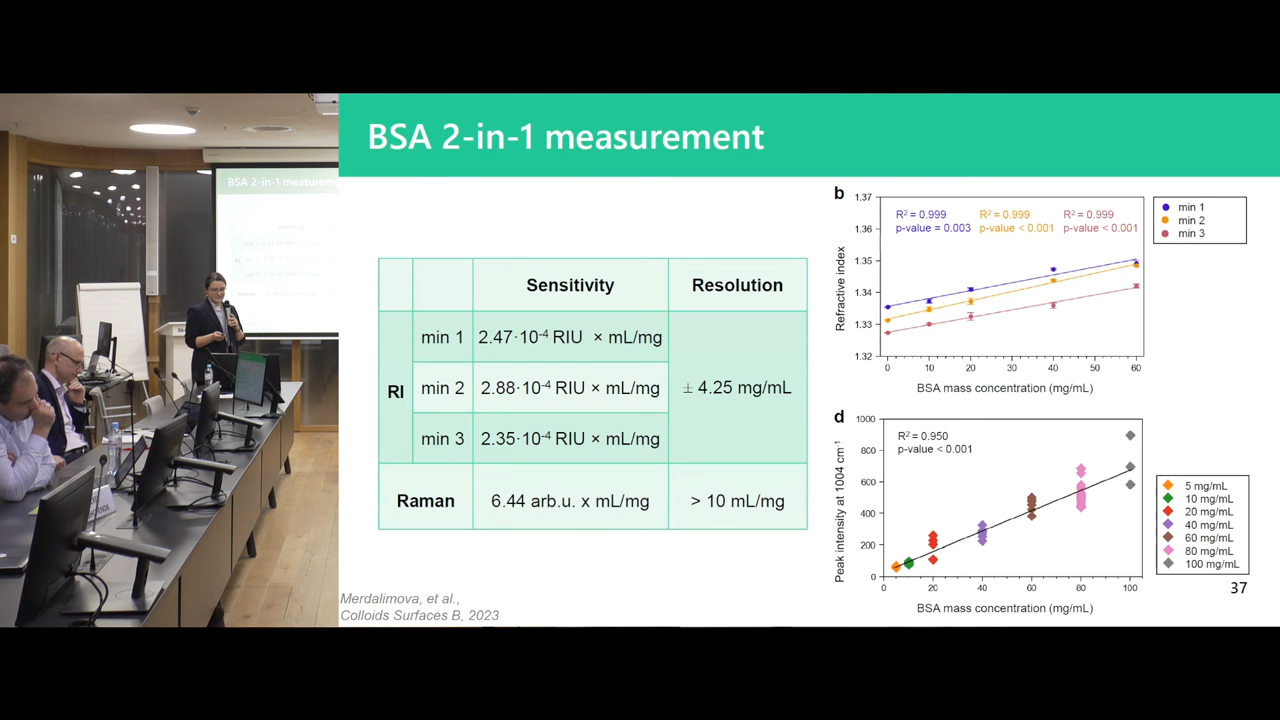 BSA 2-in-1 measurement
BSA 2-in-1 measurem
Sensitivity
Resolution
RI
min 1
2.47·10⁻⁴ RIU × mL/mg
± 4.25 mg/mL
min 2
2.88·10⁻⁴ RIU × mL/mg
min 3
2.35·10⁻⁴ RIU × mL/mg
Raman
6.44 arb.u. x mL/mg
> 10 mL/mg
Merdalimova, et al.,
Colloids Surfaces B, 2023
b
1.37
1.36
1.35
1.34
1.33
1.32
Refractive index
R² = 0.999
p-value = 0.003
R² = 0.999
p-value < 0.001
R² = 0.999
p-value < 0.001
0 10 20 30 40 50 60
BSA mass concentration (mg/mL)
min 1
min 2
min 3
d
1000
800
600
400
200
0
Peak intensity at 1004 cm⁻¹
R² = 0.950
p-value < 0.001
0 20 40 60 80 100
BSA mass concentration (mg/mL)
5 mg/mL
10 mg/mL
20 mg/mL
40 mg/mL
60 mg/mL
80 mg/mL
100 mg/mL
37